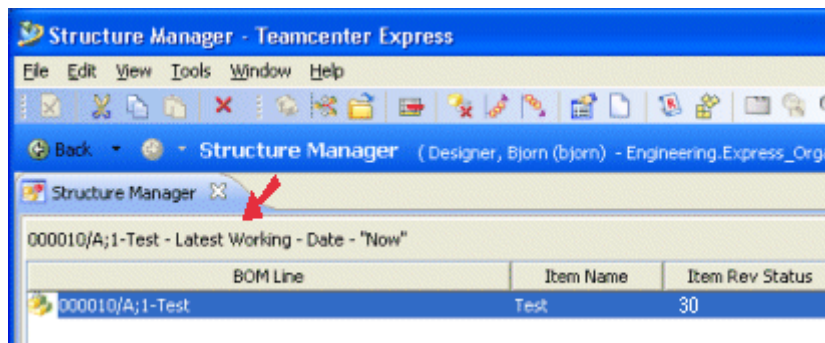 Structure Manager - Teamcenter Express
File Edit View Tools Window Help
Back Structure Manager ( Designer, Bjorn (bjorn) - Engineering.Express_Orga
Structure Manager
000010/A;1-Test - Latest Working - Date - "Now"
BOM Line Item Name Item Rev Status
000010/A;1-Test Test 30